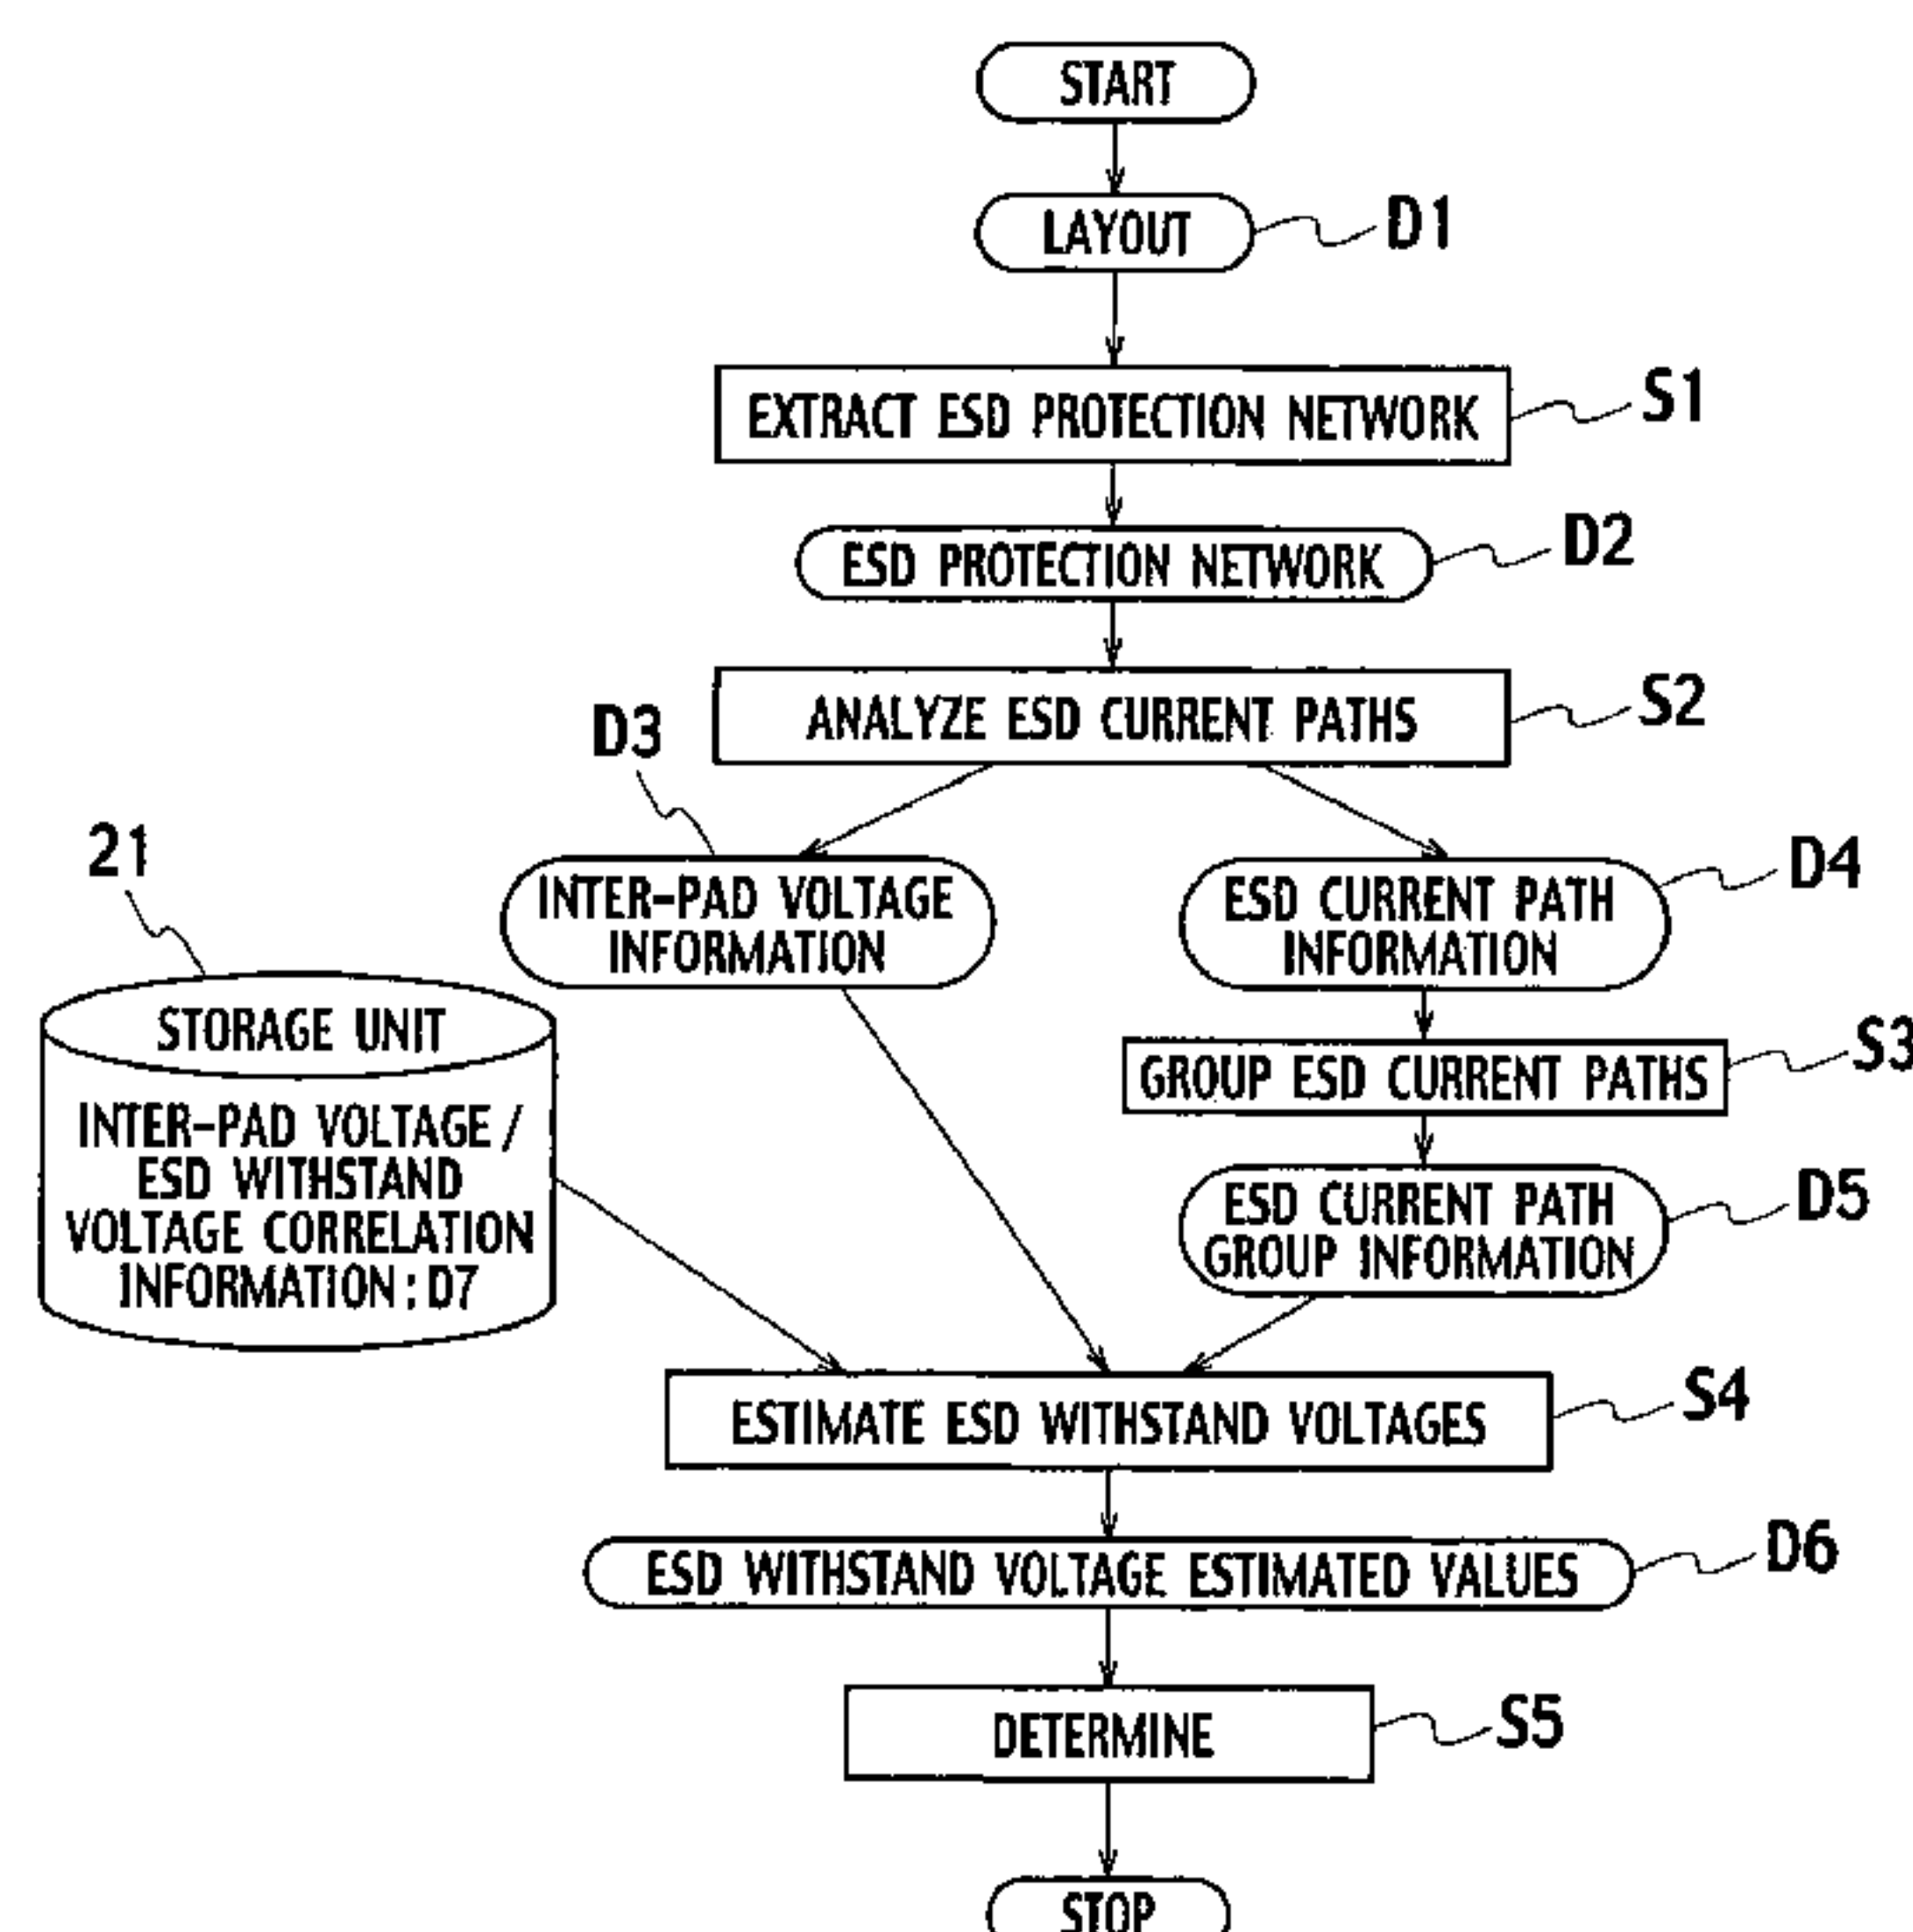 START
LAYOUT
D1
EXTRACT ESD PROTECTION NETWORK
S1
ESD PROTECTION NETWORK
D2
ANALYZE ESD CURRENT PATHS
S2
D3
INTER-PAD VOLTAGE
INFORMATION
ESD CURRENT PATH
INFORMATION
D4
21
STORAGE UNIT
INTER-PAD VOLTAGE/
ESD WITHSTAND
VOLTAGE CORRELATION
INFORMATION:D7
GROUP ESD CURRENT PATHS
S3
ESD CURRENT PATH
GROUP INFORMATION
D5
ESTIMATE ESD WITHSTAND VOLTAGES
S4
ESD WITHSTAND VOLTAGE ESTIMATED VALUES
D6
DETERMINE
S5
STOP